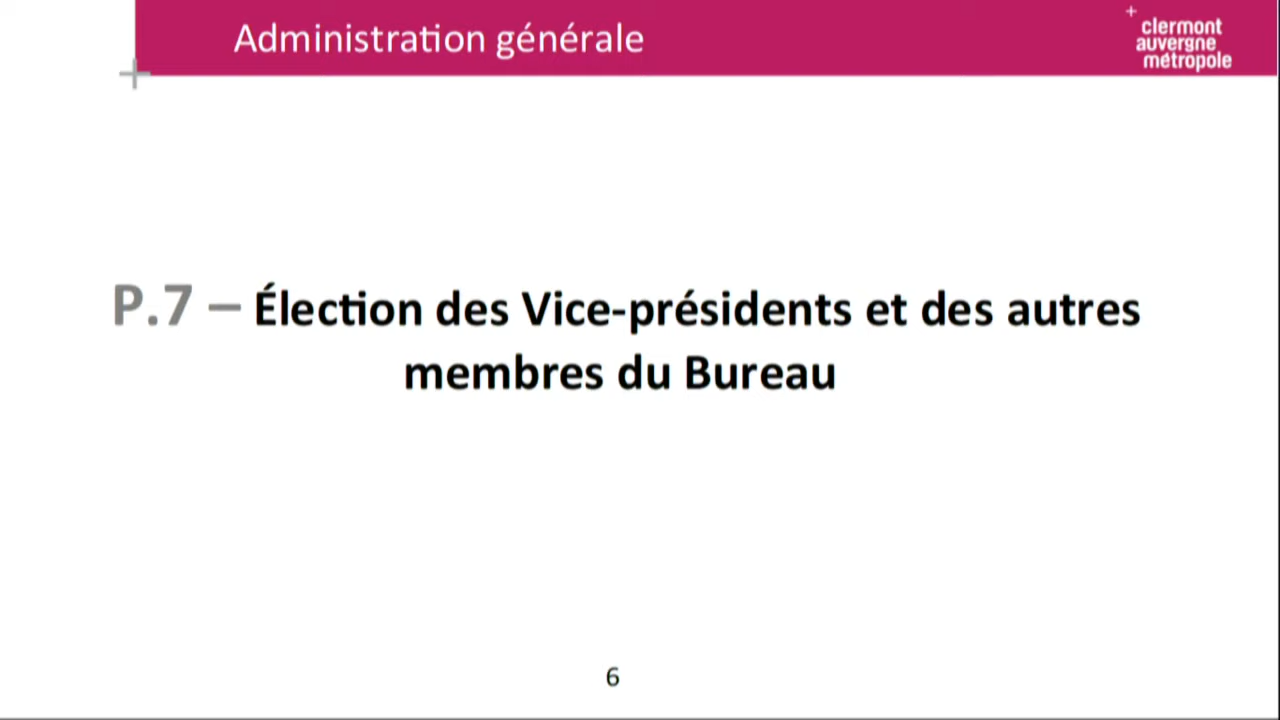 Administration générale
+
clermont
auvergne
métropole
P.7 – Élection des Vice-présidents et des autres
membres du Bureau
6